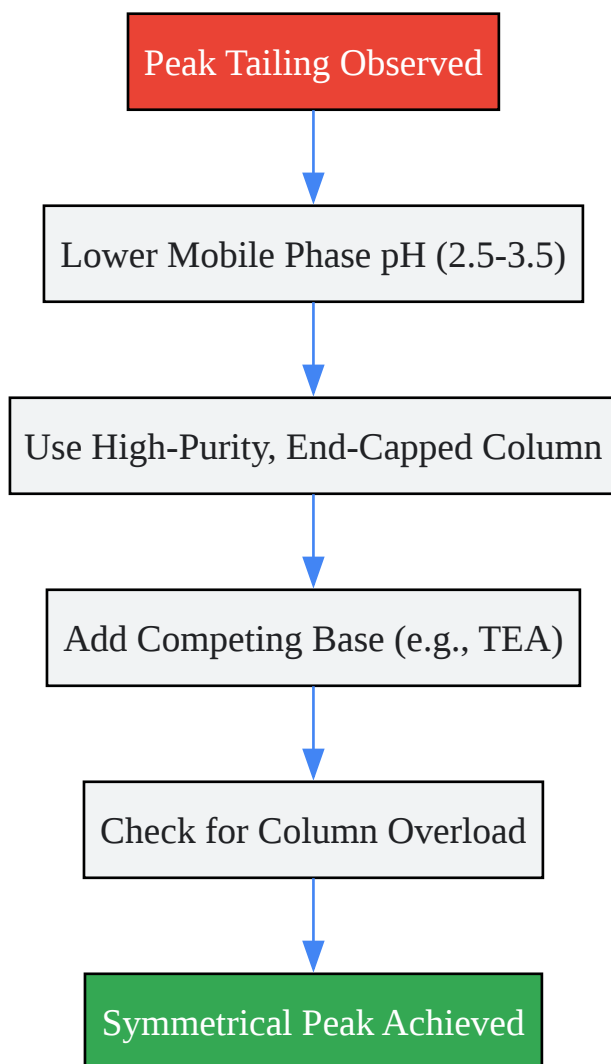 Peak Tailing Observed
Lower Mobile Phase pH (2.5-3.5)
Use High-Purity, End-Capped Column
Add Competing Base (e.g., TEA)
Check for Column Overload
Symmetrical Peak Achieved